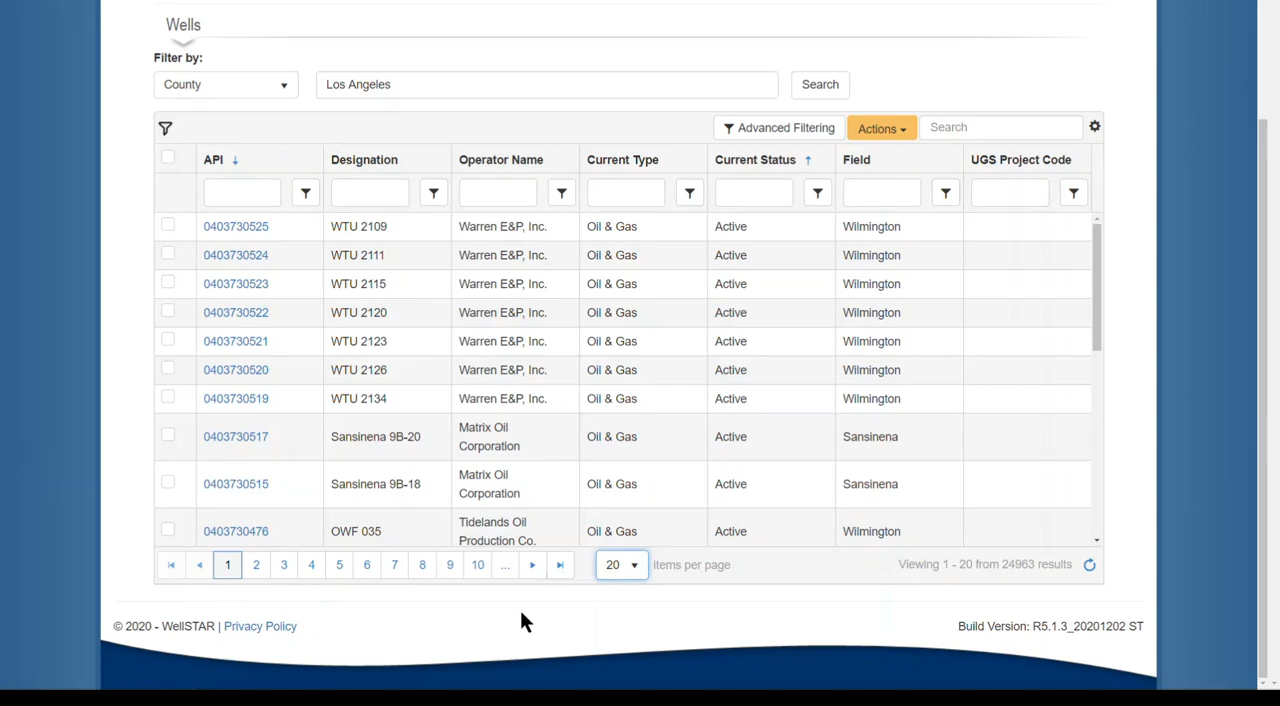 Wells
Filter by:
County Los Angeles Search
Advanced Filtering Actions Search
API ↓ Designation Operator Name Current Type Current Status ↑ Field UGS Project Code
0403730525 WTU 2109 Warren E&P, Inc. Oil & Gas Active Wilmington
0403730524 WTU 2111 Warren E&P, Inc. Oil & Gas Active Wilmington
0403730523 WTU 2115 Warren E&P, Inc. Oil & Gas Active Wilmington
0403730522 WTU 2120 Warren E&P, Inc. Oil & Gas Active Wilmington
0403730521 WTU 2123 Warren E&P, Inc. Oil & Gas Active Wilmington
0403730520 WTU 2126 Warren E&P, Inc. Oil & Gas Active Wilmington
0403730519 WTU 2134 Warren E&P, Inc. Oil & Gas Active Wilmington
Matrix Oil
0403730517 Sansinena 9B-20 Oil & Gas Active Sansinena
Corporation
Matrix Oil
0403730515 Sansinena 9B-18 Oil & Gas Active Sansinena
Corporation
Tidelands Oil
0403730476 OWF 035 Oil & Gas Active Wilmington
Production Co.
1 2 3 4 5 6 7 8 9 10 ... 20 items per page Viewing 1 - 20 from 24963 results
© 2020 - WellSTAR | Privacy Policy Build Version: R5.1.3_20201202 ST